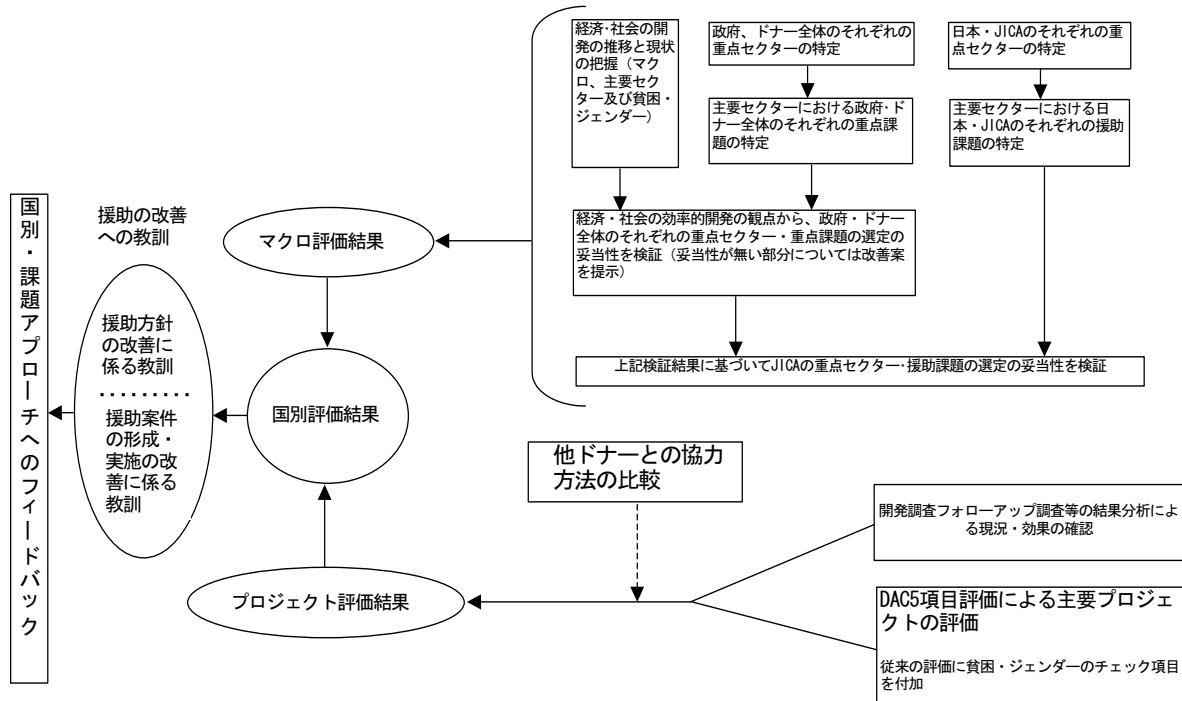 経済・社会の開
発の推移と現状
の把握（マク
ロ、主要セク
ター及び貧困・
ジェンダー）
政府、ドナー全体のそれぞれの
重点セクターの特定
日本・JICAのそれぞれの重
点セクターの特定
主要セクターにおける政府・ド
ナー全体のそれぞれの重点課
題の特定
主要セクターにおける日
本・JICAのそれぞれの援助
課題の特定
経済・社会の効率的開発の観点から、政府・ドナー
全体のそれぞれの重点セクター・重点課題の選定の
妥当性を検証（妥当性が無い部分については改善案
を提示）
上記検証結果に基づいてJICAの重点セクター・援助課題の選定の妥当性を検証
マクロ評価結果
国別評価結果
プロジェクト評価結果
援助の改善
への教訓
援助方針
の改善に
係る教訓
・・・・・・・・・
援助案件
の形成・
実施の改
善に係る
教訓
国別・課題アプローチへのフィードバック
他ドナーとの協力
方法の比較
開発調査フォローアップ調査等の結果分析によ
る現況・効果の確認
DAC5項目評価による主要プロジェ
クトの評価
従来の評価に貧困・ジェンダーのチェック項目
を付加